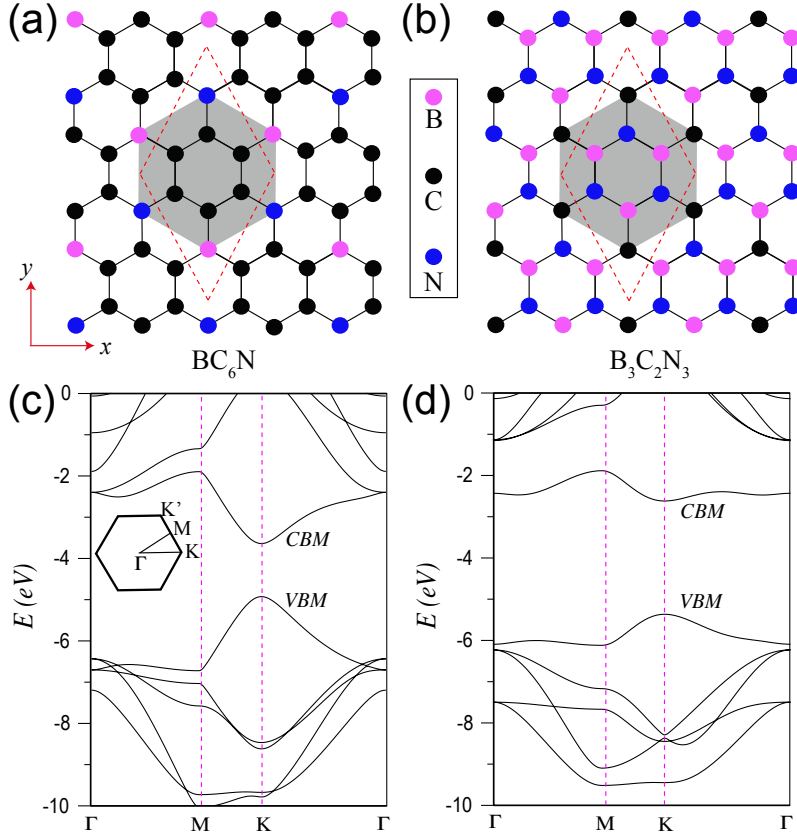 (a)
(b)
B
C
N
y
x
BC6N
B3C2N3
(c)
(d)
E (eV)
0
-2
-4
-6
-8
-10
K'
M
K
Γ
CBM
VBM
Γ
M
K
Γ
E (eV)
0
-2
-4
-6
-8
-10
CBM
VBM
Γ
M
K
Γ